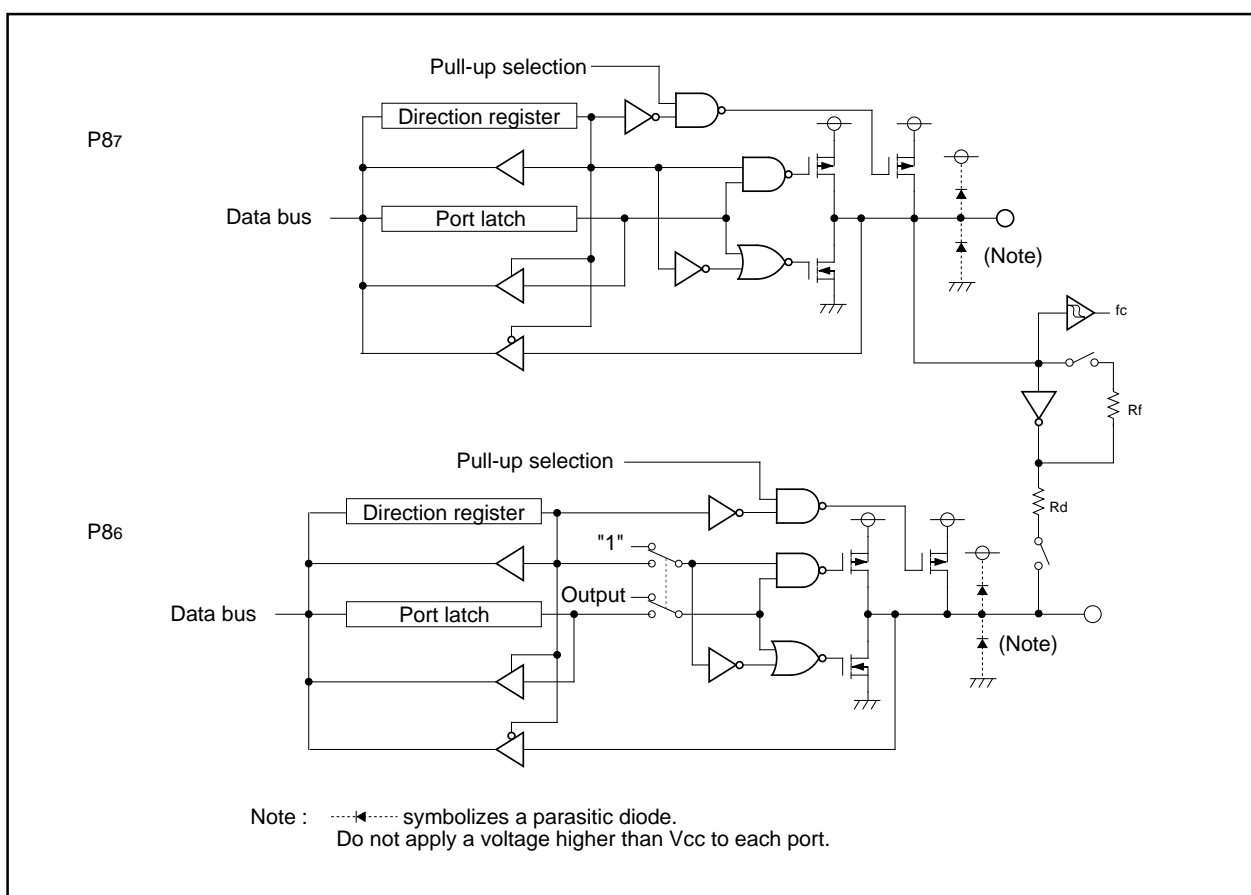 Pull-up selection
Direction register
P87
Data bus
Port latch
(Note)
fc
Rf
Pull-up selection
Rd
Direction register
P86
"1"
Output
Data bus
Port latch
(Note)
Note : symbolizes a parasitic diode.
Do not apply a voltage higher than Vcc to each port.